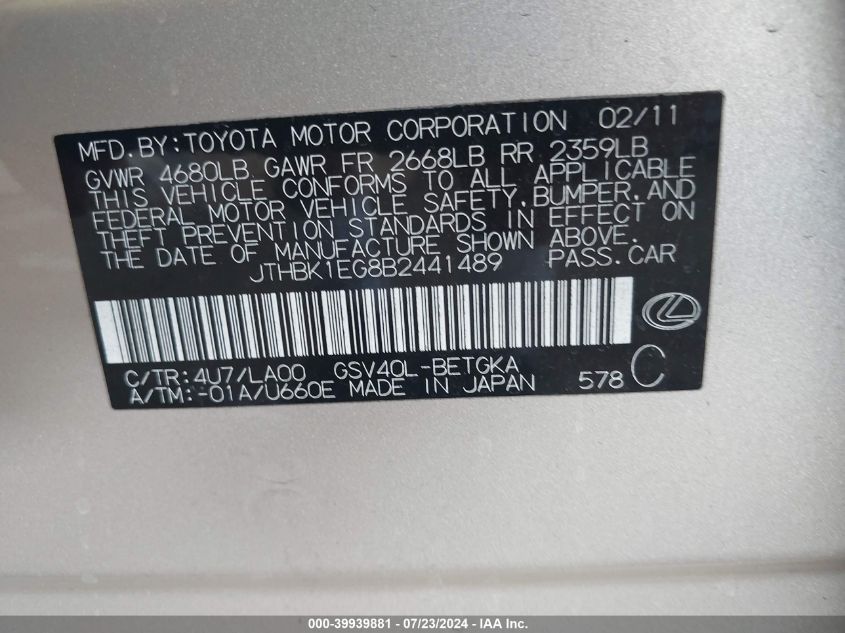 MFD. BY: TOYOTA MOTOR CORPORATION 02/11
GVWR 4680LB GAWR FR 2668LB RR 2359LB
THIS VEHICLE CONFORMS TO ALL APPLICABLE
FEDERAL MOTOR VEHICLE SAFETY, BUMPER, AND
THEFT PREVENTION STANDARDS IN EFFECT ON
THE DATE OF MANUFACTURE SHOWN ABOVE.
JTHBK1EG8B2441489 PASS. CAR
C/TR: 4U7/LA00 GSV40L-BETGKA
A/TM: -01A/U660E MADE IN JAPAN 578 C
000-39939881 - 07/23/2024 - IAAI Inc.